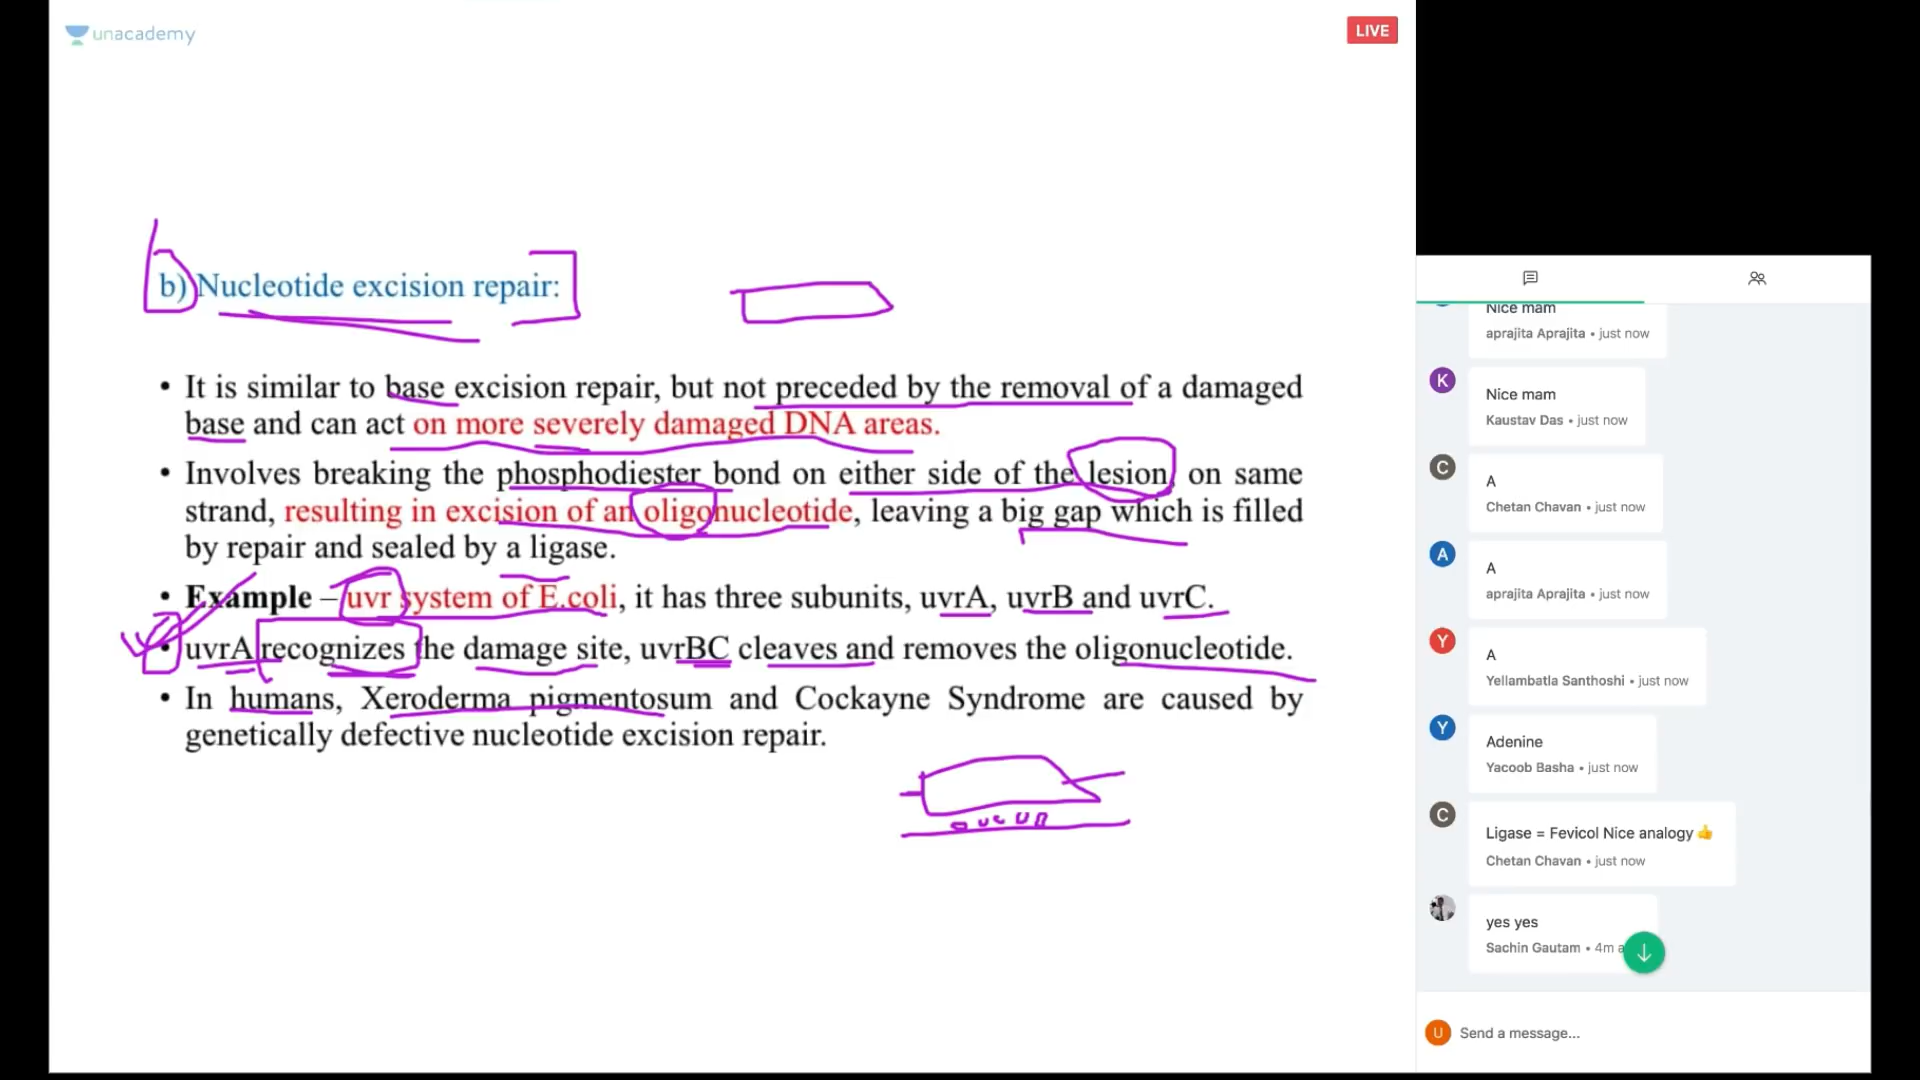 unacademy
LIVE
b) Nucleotide excision repair:
• It is similar to base excision repair, but not preceded by the removal of a damaged
base and can act on more severely damaged DNA areas.
• Involves breaking the phosphodiester bond on either side of the lesion on same
strand, resulting in excision of an oligonucleotide, leaving a big gap which is filled
by repair and sealed by a ligase.
• Example – uvr system of E.coli, it has three subunits, uvrA, uvrB and uvrC.
• uvrA recognizes the damage site, uvrBC cleaves and removes the oligonucleotide.
• In humans, Xeroderma pigmentosum and Cockayne Syndrome are caused by
genetically defective nucleotide excision repair.
Nice mam
aprajita Aprajita • just now
K
Nice mam
Kaustav Das • just now
C
A
Chetan Chavan • just now
A
A
aprajita Aprajita • just now
Y
A
Yellambatla Santhoshi • just now
Y
Adenine
Yacoob Basha • just now
C
Ligase = Fevicol Nice analogy 👍
Chetan Chavan • just now
yes yes
Sachin Gautam • 4m a
U
Send a message...